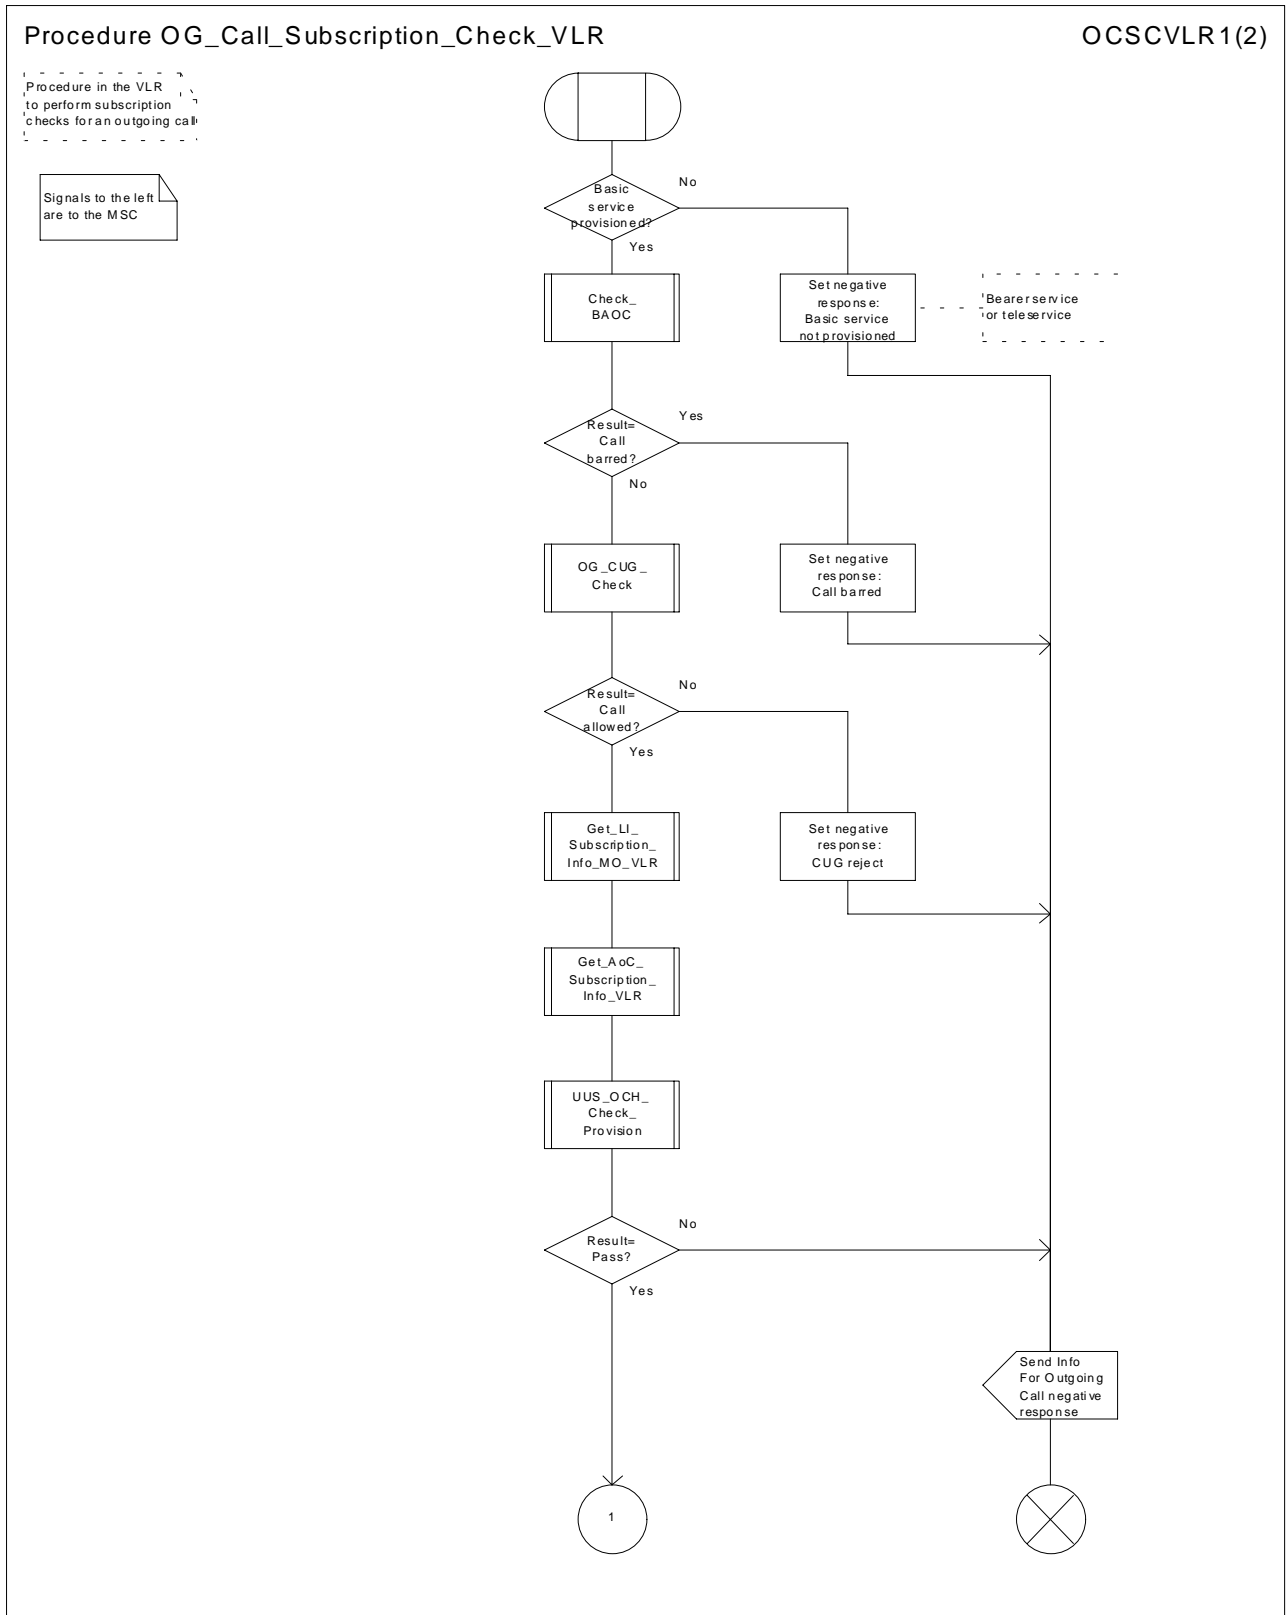 Procedure OG_Call_Subscription_Check_VLR
OCSCVLR1(2)
Procedure in the VLR
to perform subscription
checks for an outgoing call
Signals to the left
are to the MSC
Basic
service
provisioned?
No
Yes
Check_
BAOC
Set negative
response:
Basic service
not provisioned
Bearer service
or teleservice
Result=
Call
barred?
Yes
No
OG_CUG_
Check
Set negative
response:
Call barred
Result=
Call
allowed?
No
Yes
Get_LI_
Subscription_
Info_MO_VLR
Set negative
response:
CUG reject
Get_AoC_
Subscription_
Info_VLR
UUS_OCH_
Check_
Provision
Result=
Pass?
No
Yes
Send Info
For Outgoing
Call negative
response
1